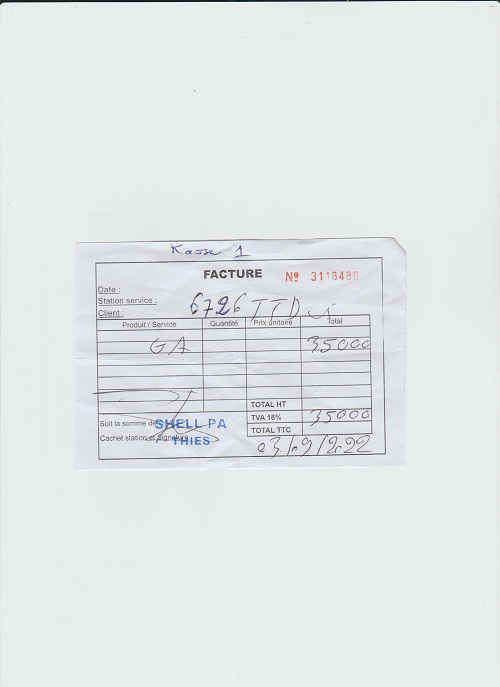 Kasse 1
FACTURE Nº 3118480
Date :
Station service :
Client : 6726 TTD
Produit / Service Quantité Prix unitaire Total
GA 35000
TOTAL HT
TVA 18% 35000
TOTAL TTC
Soit la somme de
SHELL PA
Cachet station et Signature
THIES
03/09/2022